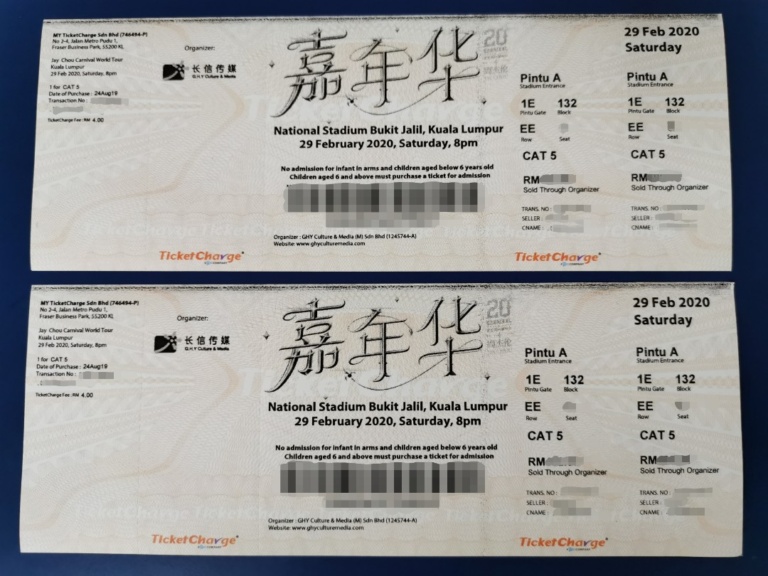 MY TicketCharge Sdn Bhd (746494-P)
No 2-4, Jalan Metro Pudu 1,
Fraser Business Park, 55200 KL
Jay Chou Carnival World Tour
Kuala Lumpur
29 Feb 2020, Saturday, 8pm
1 for CAT 5
Date of Purchase : 24Aug19
Transaction No :
TicketCharge Fee : RM 4.00
Organizer:
长信传媒
G.H.Y Culture & Media
嘉年华
National Stadium Bukit Jalil, Kuala Lumpur
29 February 2020, Saturday, 8pm
No admission for infant in arms and children aged below 6 years old
Children aged 6 and above must purchase a ticket for admission
Organizer : GHY Culture & Media (M) Sdn Bhd (1245744-A)
Website: www.ghyculturemedia.com
TicketCharge
29 Feb 2020
Saturday
Pintu A Pintu A
Stadium Entrance Stadium Entrance
1E 132 1E 132
Pintu Gate Block Pintu Gate Block
EE EE
Row Seat Row Seat
CAT 5 CAT 5
RM RM
Sold Through Organizer Sold Through Organizer
TRANS. NO : TRANS. NO :
SELLER : SELLER :
CNAME : CNAME :
TicketCharge
MY TicketCharge Sdn Bhd (746494-P)
No 2-4, Jalan Metro Pudu 1,
Fraser Business Park, 55200 KL
Jay Chou Carnival World Tour
Kuala Lumpur
29 Feb 2020, Saturday, 8pm
1 for CAT 5
Date of Purchase : 24Aug19
Transaction No :
TicketCharge Fee : RM 4.00
Organizer:
长信传媒
G.H.Y Culture & Media
嘉年华
National Stadium Bukit Jalil, Kuala Lumpur
29 February 2020, Saturday, 8pm
No admission for infant in arms and children aged below 6 years old
Children aged 6 and above must purchase a ticket for admission
Organizer : GHY Culture & Media (M) Sdn Bhd (1245744-A)
Website: www.ghyculturemedia.com
TicketCharge
29 Feb 2020
Saturday
Pintu A Pintu A
Stadium Entrance Stadium Entrance
1E 132 1E 132
Pintu Gate Block Pintu Gate Block
EE EE
Row Seat Row Seat
CAT 5 CAT 5
RM RM
Sold Through Organizer Sold Through Organizer
TRANS. NO : TRANS. NO :
SELLER : SELLER :
CNAME : CNAME :
TicketCharge